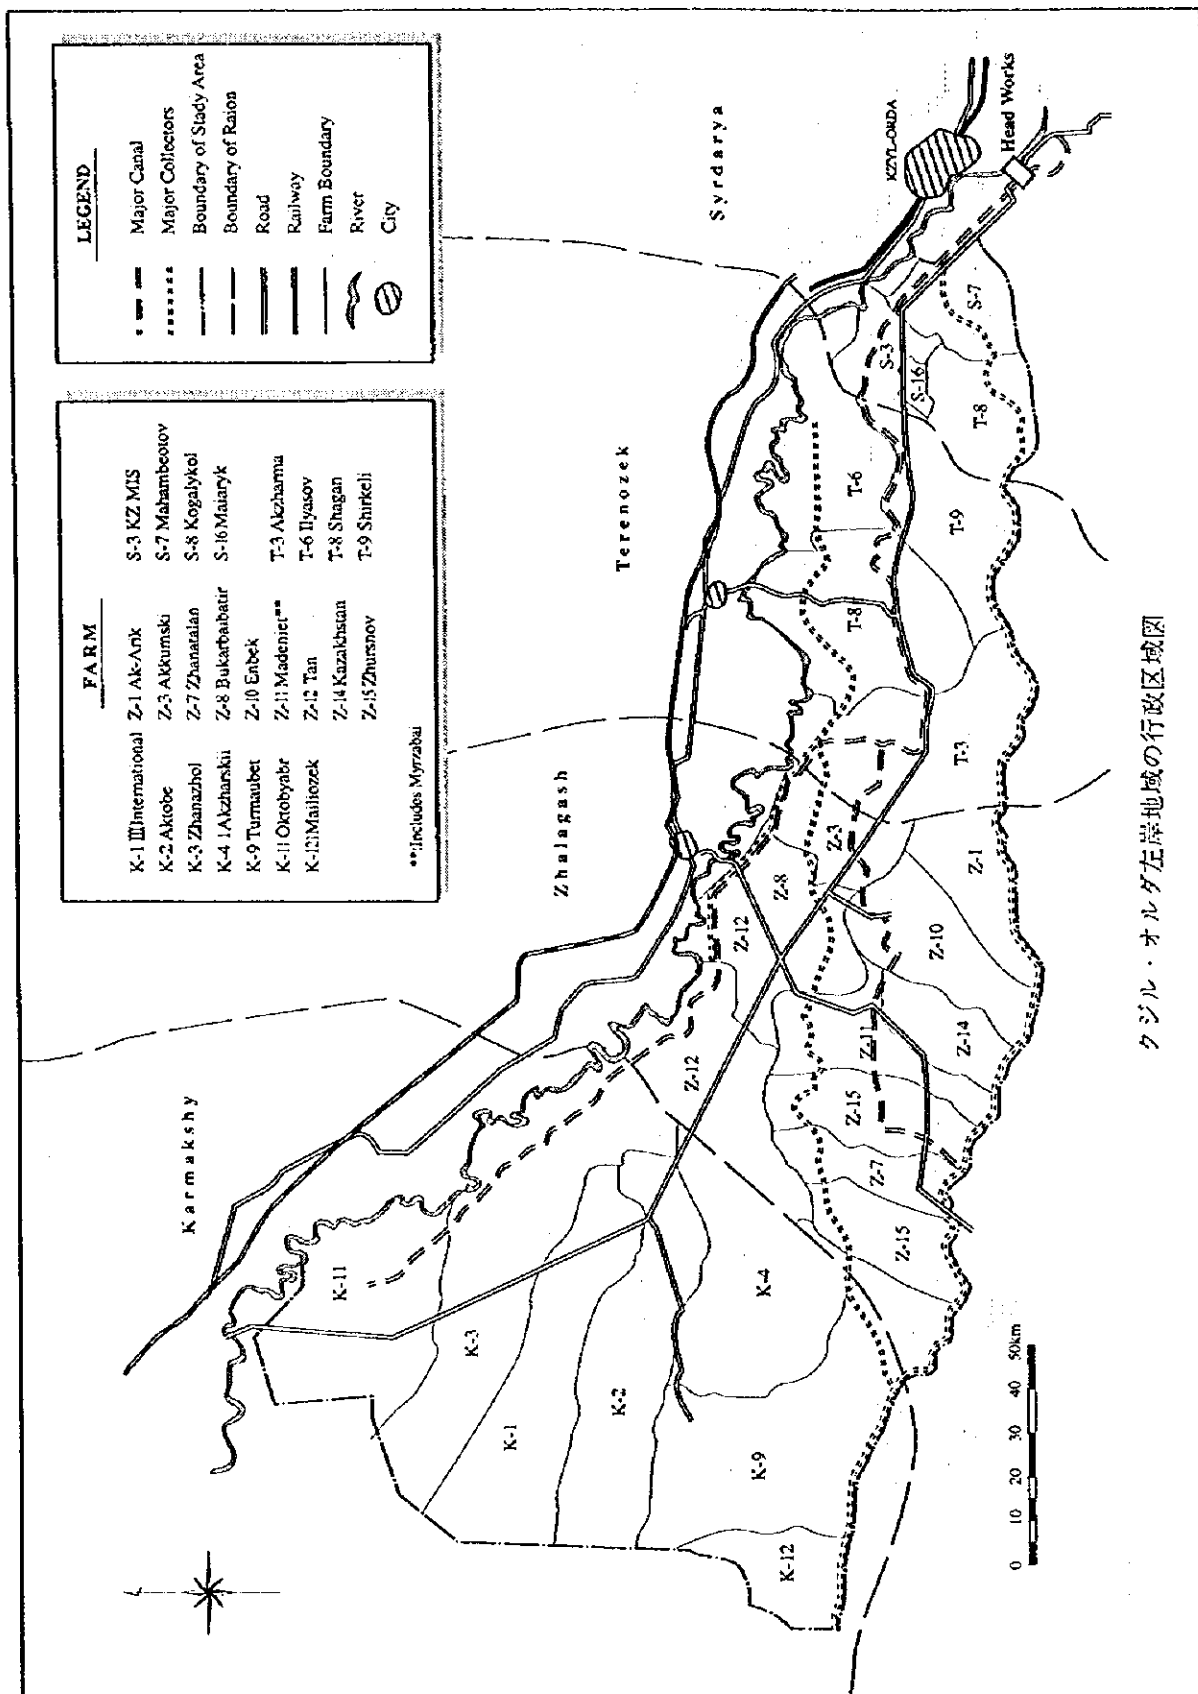 LEGEND
Major Canal
Major Collectors
Boundary of Stady Area
Boundary of Raion
Road
Railway
Farm Boundary
River
City
FARM
K-1 IIIInternational Z-1 Ak-Arik S-3 KZ MIS
K-2 Aktobe Z-3 Akkumski S-7 Mahambeotov
K-3 Zhanazhol Z-7 Zhanatalan S-8 Kogalykol
K-4 1Akzharskii Z-8 Bukarbaibatir S-16 Maiaryk
K-9 Turmaubet Z-10 Enbek
K-11 Oktobyabr Z-11 Madeniet** T-3 Akzharma
K-121Mailiozek Z-12 Tan T-6 Ilyasov
Z-14 Kazakhstan T-8 Shagan
Z-15 Zhursnov T-9 Shirkeli
**:Includes Myrzabai
Karmakshy
Zhalagash
Terenozek
Syrdarya
KZYL-ORDA
Head Works
K-11
K-3
K-1
K-2
K-4
K-9
K-12
Z-12
Z-12
Z-8
Z-3
Z-1
Z-10
Z-11
Z-14
Z-15
Z-7
Z-15
T-3
T-8
T-6
T-9
T-8
S-3
S-16
S-7
0 10 20 30 40 50km
クジル・オルダ左岸地域の行政区域図